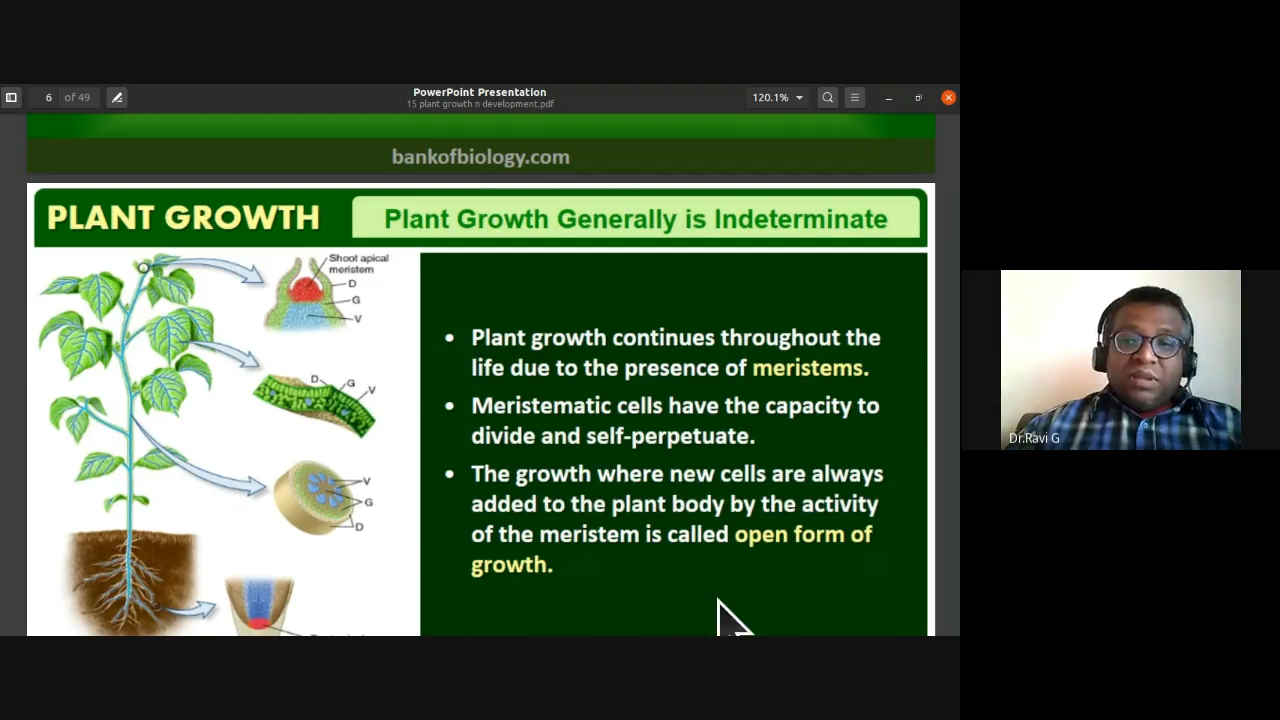 PowerPoint Presentation
6 of 49
15 plant growth n development.pdf
120.1%
bankofbiology.com
PLANT GROWTH
Plant Growth Generally is Indeterminate
Shoot apical
meristem
D
G
V
D
G
V
V
G
D
• Plant growth continues throughout the
life due to the presence of meristems.
• Meristematic cells have the capacity to
divide and self-perpetuate.
• The growth where new cells are always
added to the plant body by the activity
of the meristem is called open form of
growth.
Dr.Ravi G